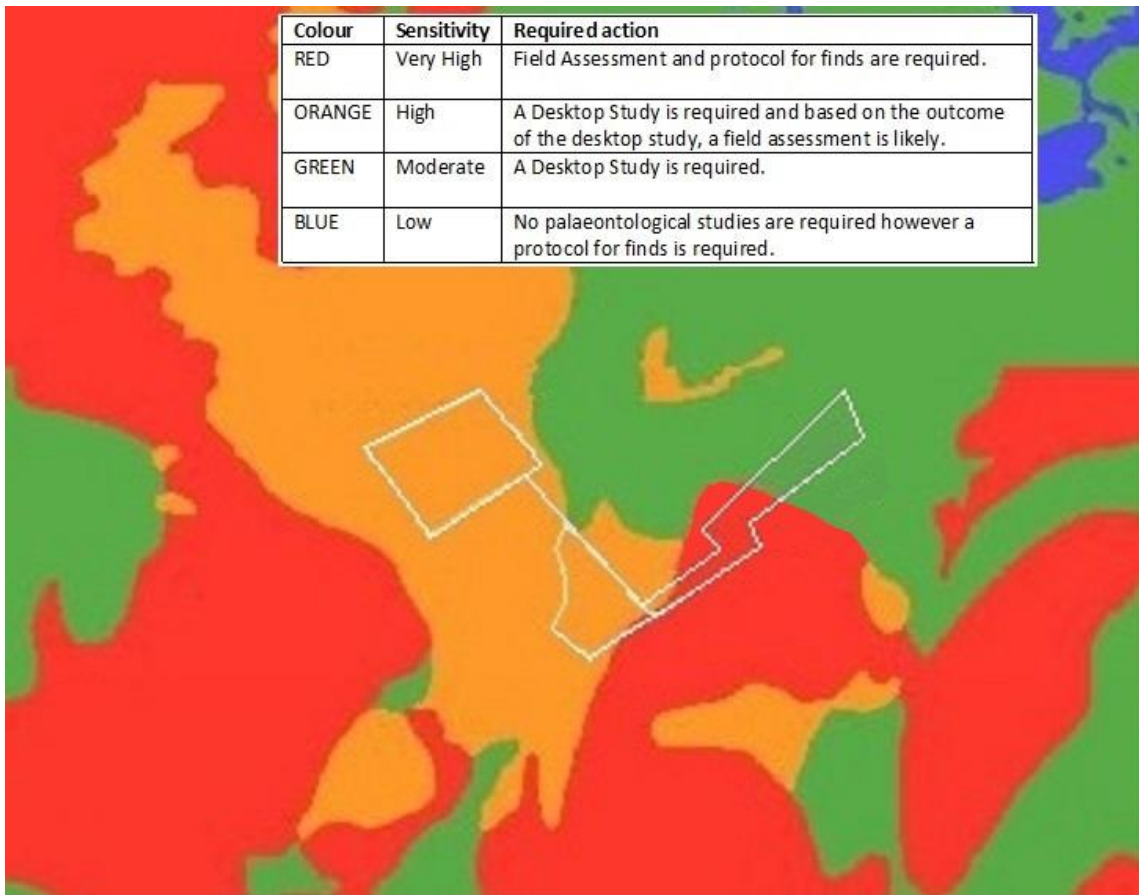 Colour Sensitivity Required action
RED Very High Field Assessment and protocol for finds are required.
ORANGE High A Desktop Study is required and based on the outcome
of the desktop study, a field assessment is likely.
GREEN Moderate A Desktop Study is required.
BLUE Low No palaeontological studies are required however a
protocol for finds is required.